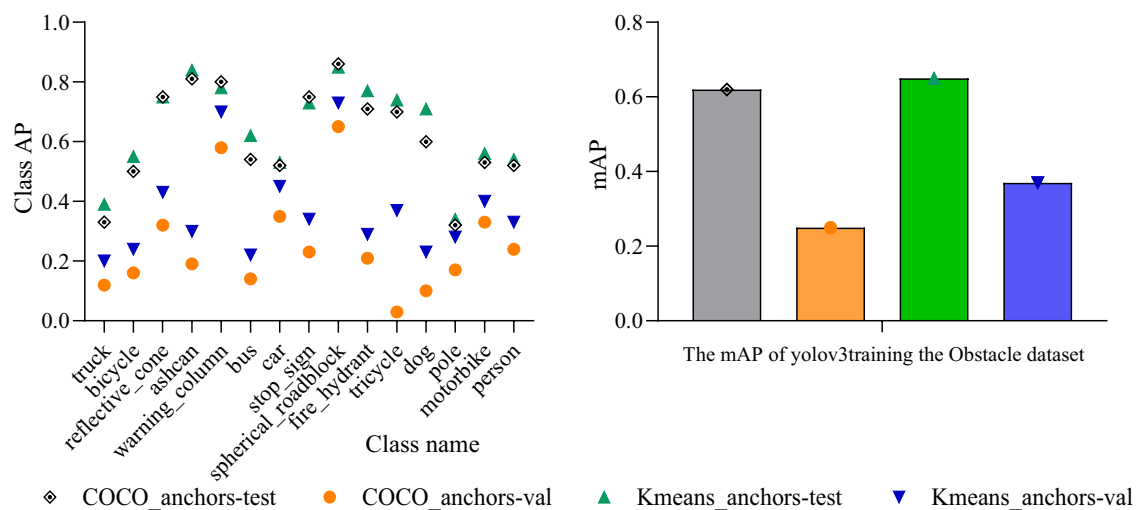 1.0
0.8
0.6
0.4
0.2
0.0
Class AP
truck
bicycle
reflective_cone
ashcan
warning_column
bus
car
stop_sign
spherical_roadblock
fire_hydrant
tricycle
dog
pole
motorbike
person
Class name
0.8
0.6
0.4
0.2
0.0
mAP
The mAP of yolov3training the Obstacle dataset
COCO_anchors-test
COCO_anchors-val
Kmeans_anchors-test
Kmeans_anchors-val